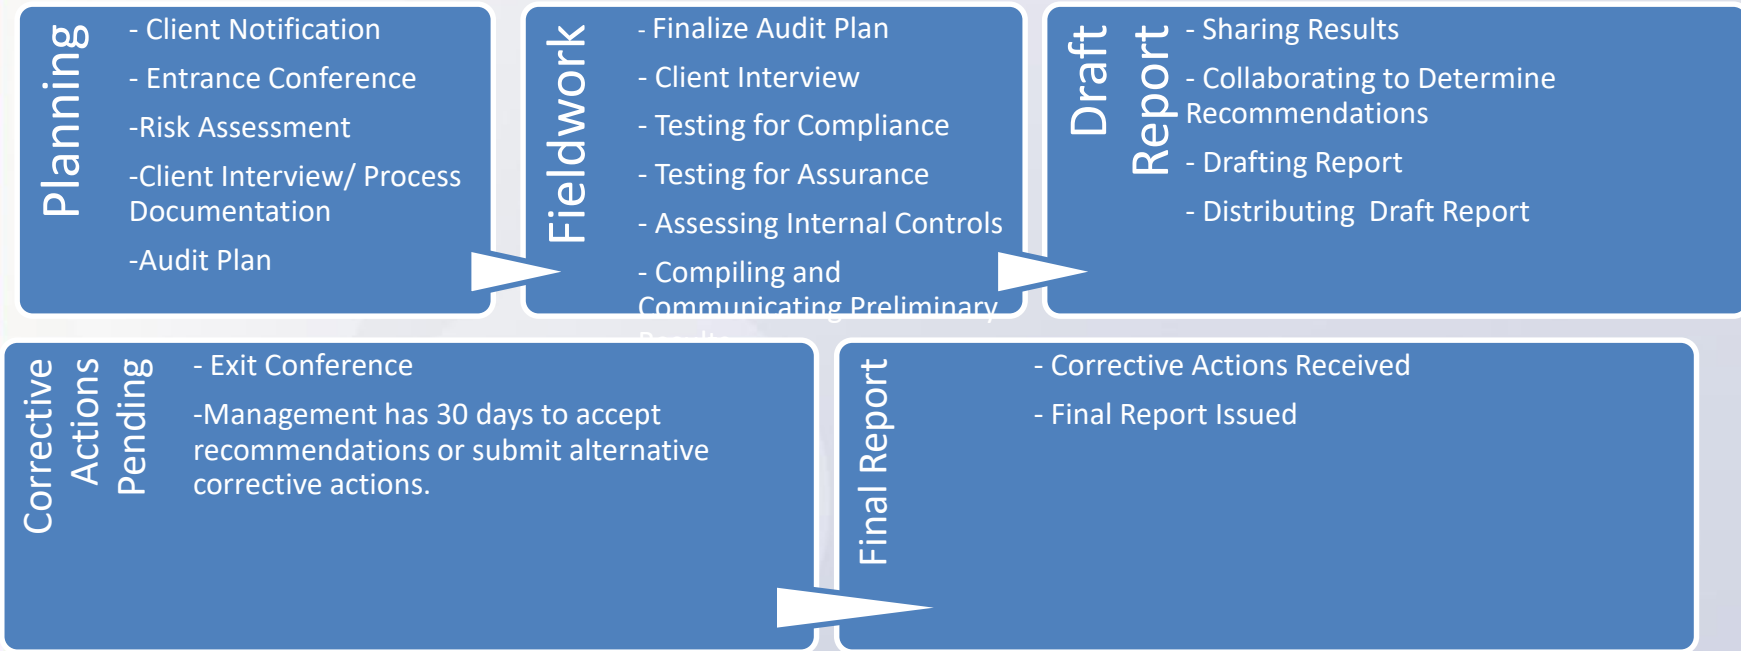 Planning
- Client Notification
- Entrance Conference
-Risk Assessment
-Client Interview/ Process
Documentation
-Audit Plan
Fieldwork
- Finalize Audit Plan
- Client Interview
- Testing for Compliance
- Testing for Assurance
- Assessing Internal Controls
- Compiling and
Communicating Preliminary
Results
Draft
Report
- Sharing Results
- Collaborating to Determine
Recommendations
- Drafting Report
- Distributing  Draft Report
Corrective
Actions
Pending
- Exit Conference
-Management has 30 days to accept
recommendations or submit alternative
corrective actions.
Final Report
- Corrective Actions Received
- Final Report Issued